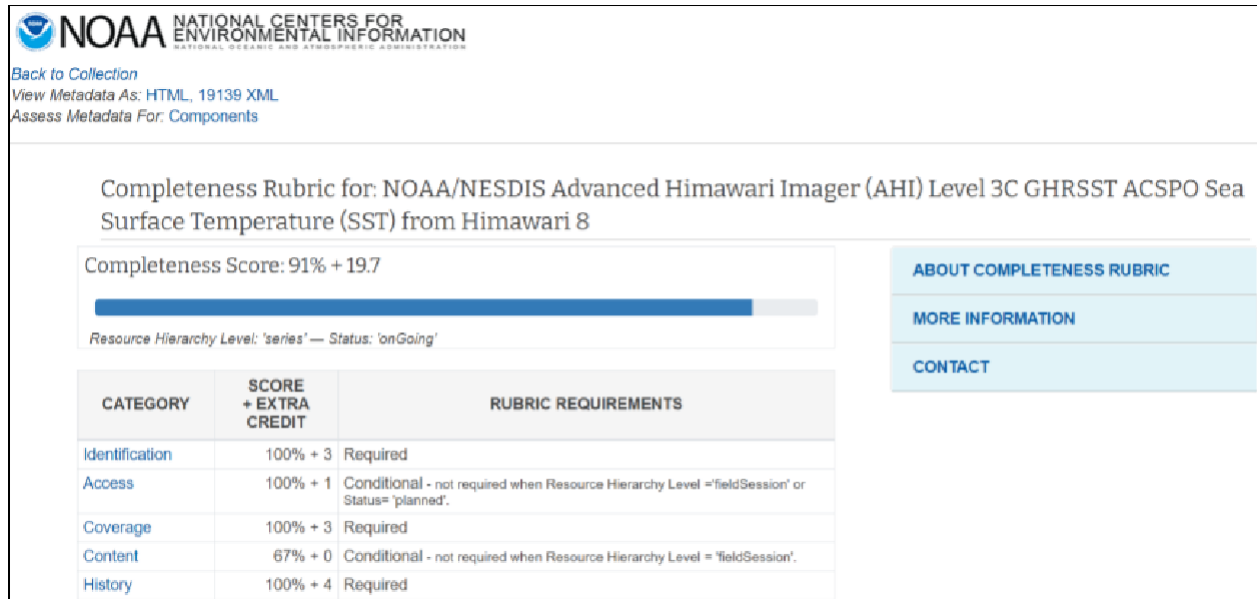 NOAA NATIONAL CENTERS FOR
ENVIRONMENTAL INFORMATION
NATIONAL OCEANIC AND ATMOSPHERIC ADMINISTRATION
Back to Collection
View Metadata As: HTML, 19139 XML
Assess Metadata For: Components
Completeness Rubric for: NOAA/NESDIS Advanced Himawari Imager (AHI) Level 3C GHRSST ACSPO Sea
Surface Temperature (SST) from Himawari 8
Completeness Score: 91% + 19.7
Resource Hierarchy Level: 'series' — Status: 'onGoing'
ABOUT COMPLETENESS RUBRIC
MORE INFORMATION
CONTACT
CATEGORY SCORE + EXTRA CREDIT RUBRIC REQUIREMENTS
Identification 100% + 3 Required
Access 100% + 1 Conditional - not required when Resource Hierarchy Level ='fieldSession' or
Status= 'planned'.
Coverage 100% + 3 Required
Content 67% + 0 Conditional - not required when Resource Hierarchy Level = 'fieldSession'.
History 100% + 4 Required